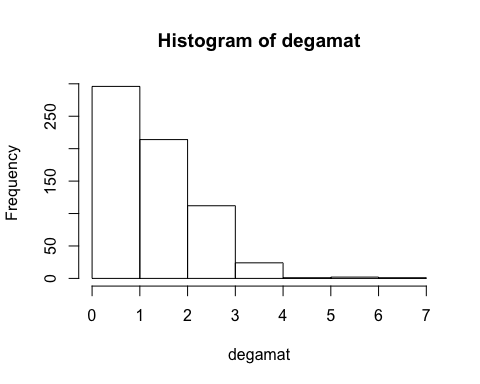 Histogram of degamat
Frequency
250
150
50
0
0 1 2 3 4 5 6 7
degamat